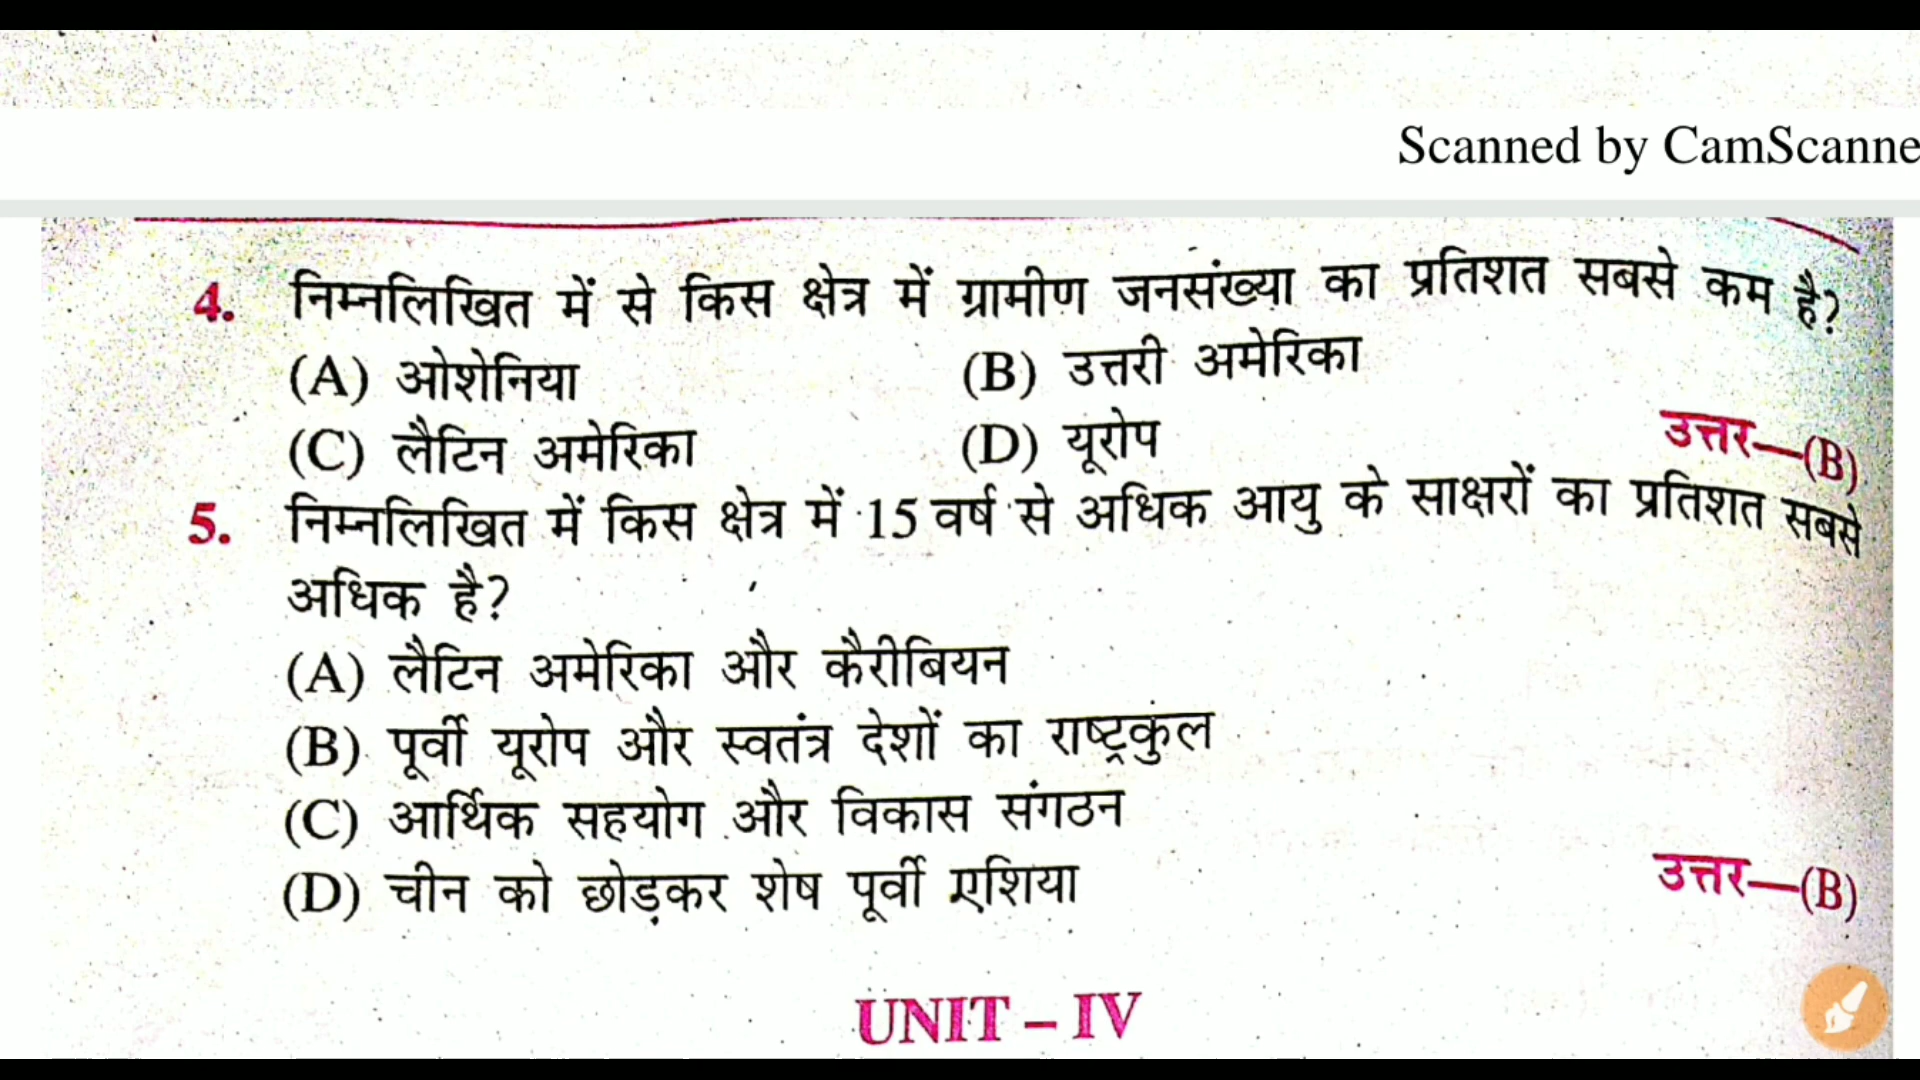 Scanned by CamScanne
4. निम्नलिखित में से किस क्षेत्र में ग्रामीण जनसंख्या का प्रतिशत सबसे कम है?
(A) ओशेनिया (B) उत्तरी अमेरिका
(C) लैटिन अमेरिका (D) यूरोप उत्तर—(B)
5. निम्नलिखित में किस क्षेत्र में 15 वर्ष से अधिक आयु के साक्षरों का प्रतिशत सबसे
अधिक है?
(A) लैटिन अमेरिका और कैरीबियन
(B) पूर्वी यूरोप और स्वतंत्र देशों का राष्ट्रकुल
(C) आर्थिक सहयोग और विकास संगठन
(D) चीन को छोड़कर शेष पूर्वी एशिया उत्तर—(B)
UNIT – IV